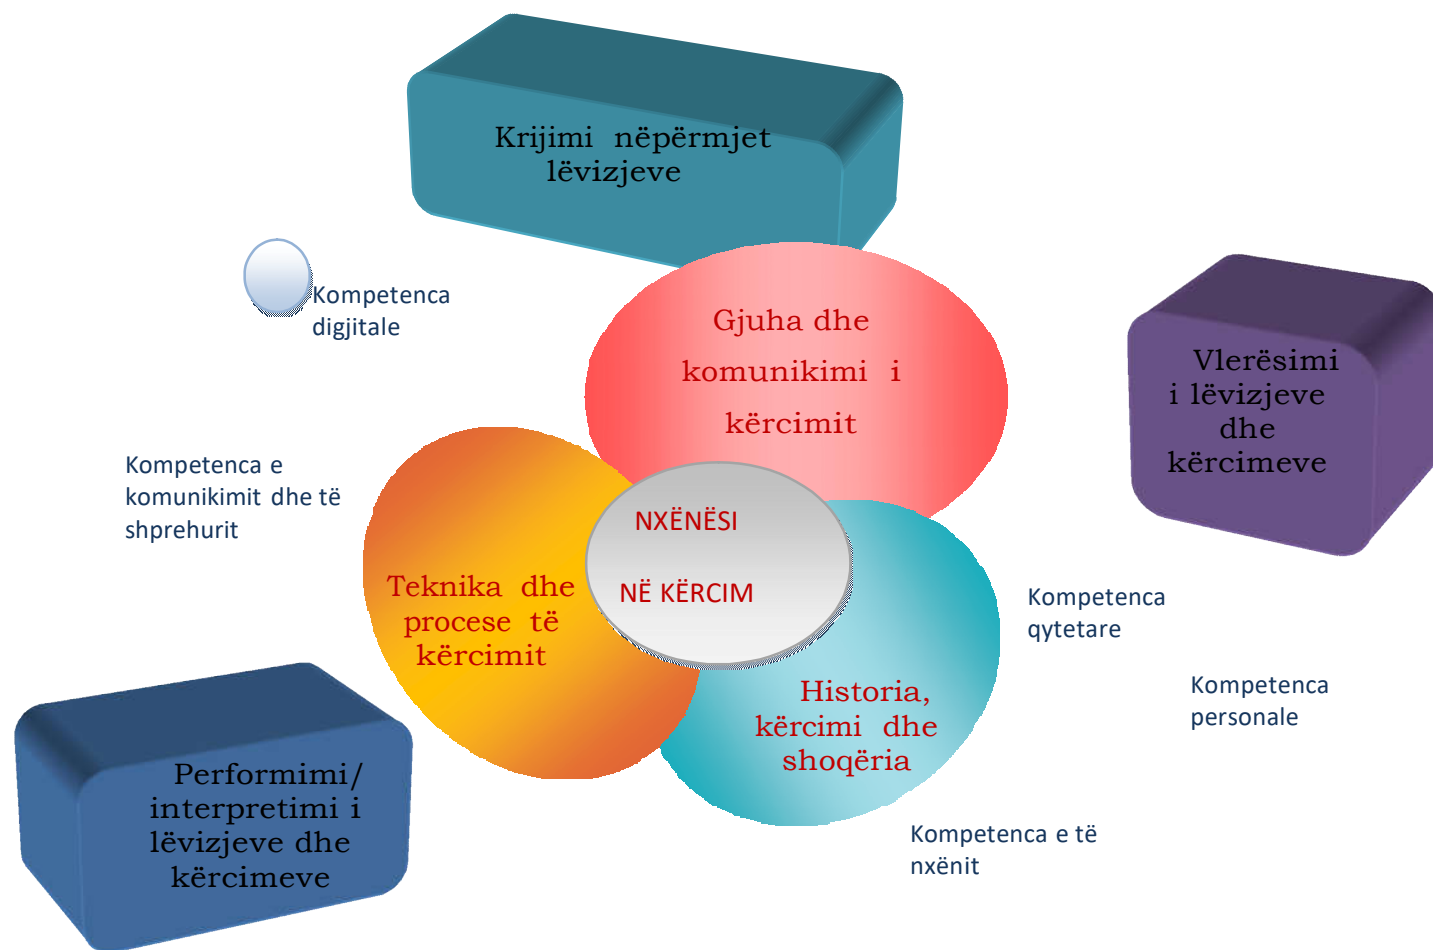 Krijimi nëpërmjet
lëvizjeve
Kompetenca
digjitale
Gjuha dhe
komunikimi i
kërcimit
Vlerësimi
i lëvizjeve
dhe
kërcimeve
Kompetenca e
komunikimit dhe të
shprehurit
NXËNËSI
NË KËRCIM
Teknika dhe
procese të
kërcimit
Kompetenca
qytetare
Historia,
kërcimi dhe
shoqëria
Kompetenca
personale
Performimi/
interpretimi i
lëvizjeve dhe
kërcimeve
Kompetenca e të
nxënit